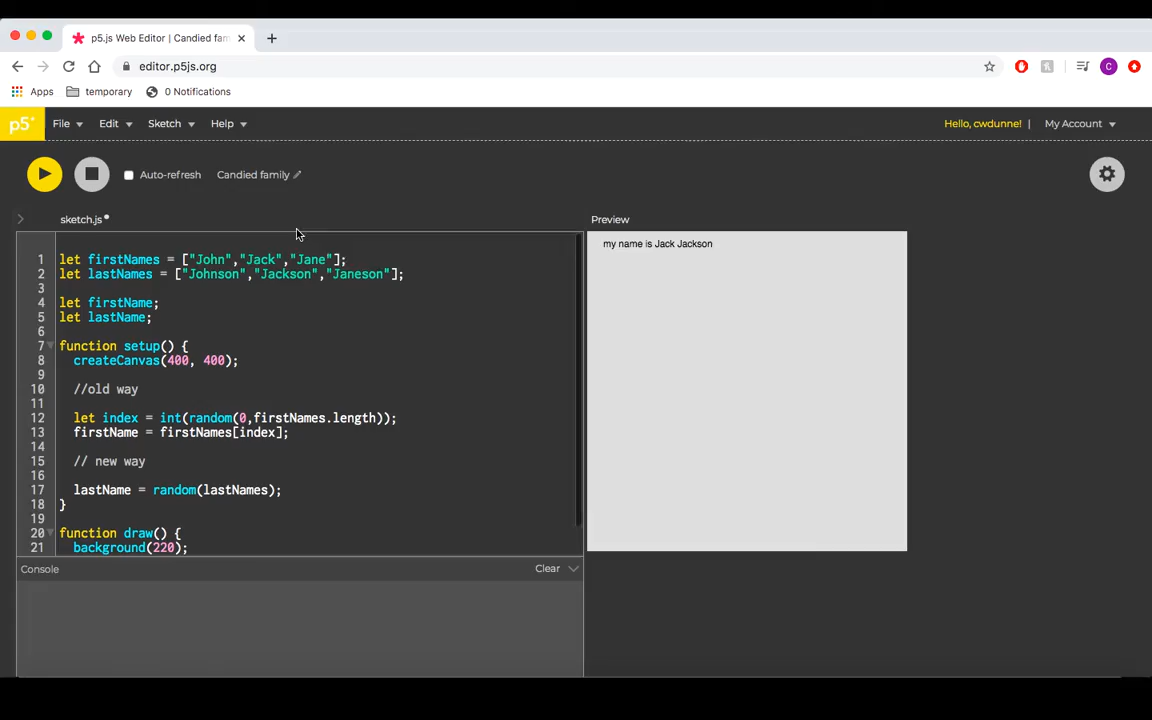 p5.js Web Editor | Candied fam
editor.p5js.org
C
Apps temporary 0 Notifications
p5* File Edit Sketch Help Hello, cwdunne! | My Account
Auto-refresh Candied family
sketch.js Preview
my name is Jack Jackson
1 let firstNames = ["John","Jack","Jane"];
2 let lastNames = ["Johnson","Jackson","Janeson"];
3
4 let firstName;
5 let lastName;
6
7 function setup() {
8 createCanvas(400, 400);
9
10 //old way
11
12 let index = int(random(0,firstNames.length));
13 firstName = firstNames[index];
14
15 // new way
16
17 lastName = random(lastNames);
18 }
19
20 function draw() {
21 background(220);
Console Clear